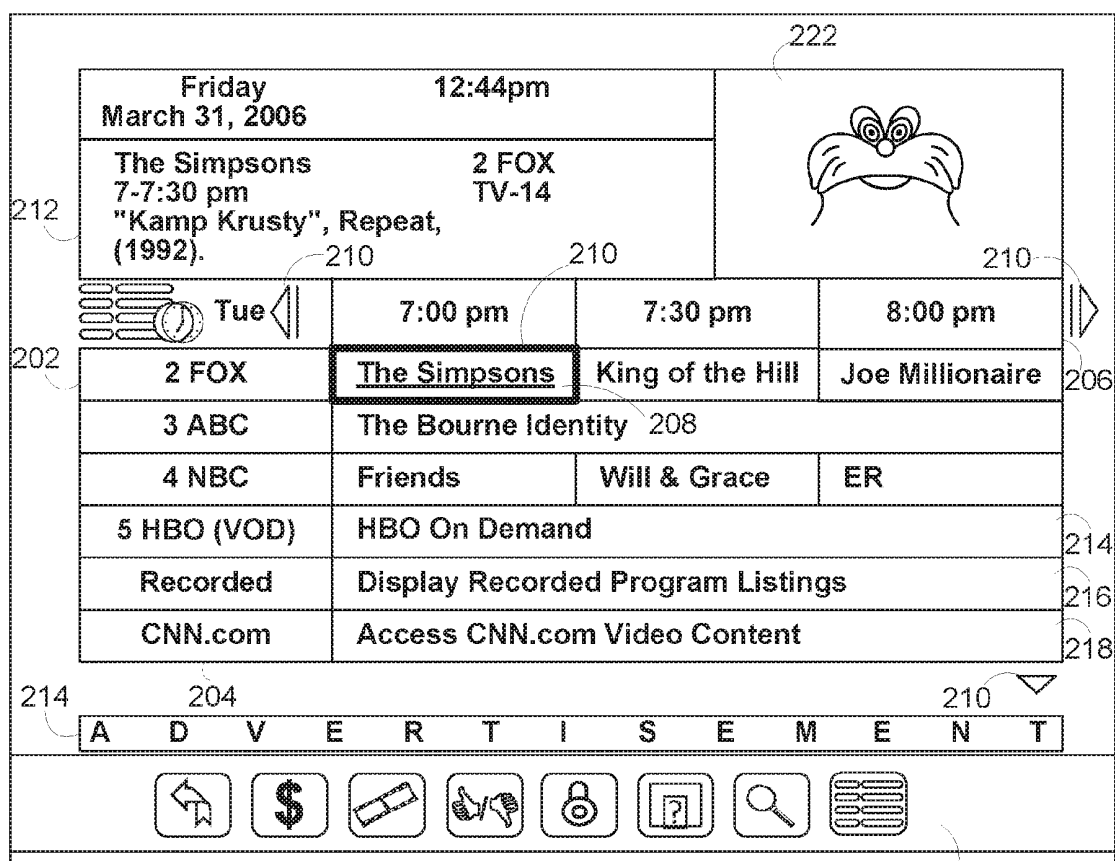 222
Friday 12:44pm
March 31, 2006
The Simpsons 2 FOX
7-7:30 pm TV-14
212
"Kamp Krusty", Repeat,
(1992).
210 210 210
Tue 7:00 pm 7:30 pm 8:00 pm
202
2 FOX The Simpsons King of the Hill Joe Millionaire
206
3 ABC The Bourne Identity 208
4 NBC Friends Will & Grace ER
5 HBO (VOD) HBO On Demand
214
Recorded Display Recorded Program Listings
216
CNN.com Access CNN.com Video Content
218
214 204 210
A D V E R T I S E M E N T
$ / ?